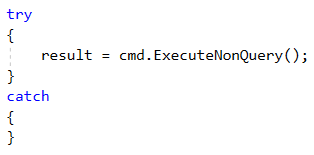 try
{
    result = cmd.ExecuteNonQuery();
}
catch
{
}